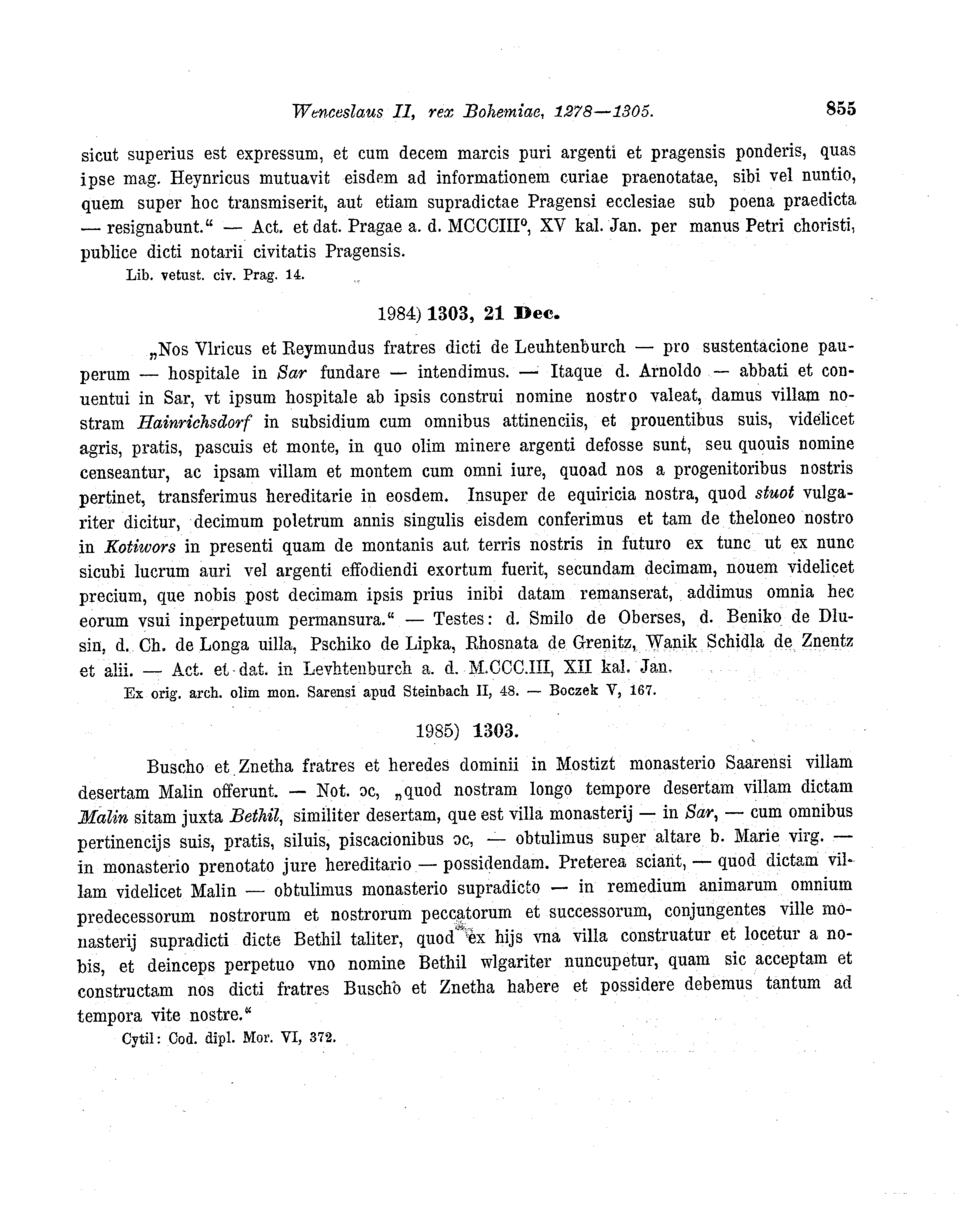 Wenceslaus II, rex Bohemiae, 1278—1305. 855
sicut superius est expressum, et cum decem marcis puri argenti et pragensis ponderis, quas
ipse mag. Heynricus mutuavit eisdem ad informationem curiae praenotatae, sibi vel nuntio,
quem super hoc transmiserit, aut etiam supradictae Pragensi ecclesiae sub poena praedicta
— resignabunt.“ — Act. et dat. Pragae a. d. MCCCIIIº, XV kal. Jan. per manus Petri choristi,
publice dicti notarii civitatis Pragensis.
Lib. vetust. civ. Prag. 14.
1984) 1303, 21 Dec.
„Nos Vlricus et Reymundus fratres dicti de Leuhtenburch — pro sustentacione pau-
perum — hospitale in Sar fundare — intendimus. — Itaque d. Arnoldo — abbati et con-
uentui in Sar, vt ipsum hospitale ab ipsis construi nomine nostro valeat, damus villam no-
stram Hainrichsdorf in subsidium cum omnibus attinenciis, et prouentibus suis, videlicet
agris, pratis, pascuis et monte, in quo olim minere argenti defosse sunt, seu quouis nomine
censeantur, ac ipsam villam et montem cum omni iure, quoad nos a progenitoribus nostris
pertinet, transferimus hereditarie in eosdem. Insuper de equiricia nostra, quod stuot vulga-
riter dicitur, decimum poletrum annis singulis eisdem conferimus et tam de theloneo nostro
in Kotiwors in presenti quam de montanis aut terris nostris in futuro ex tunc ut ex nunc
sicubi lucrum auri vel argenti effodiendi exortum fuerit, secundam decimam, nouem videlicet
precium, que nobis post decimam ipsis prius inibi datam remanserat, addimus omnia hec
eorum vsui inperpetuum permansura.“ — Testes: d. Smilo de Oberses, d. Beniko de Dlu-
sin, d. Ch. de Longa uilla, Pschiko de Lipka, Rhosnata de Grenitz, Wanik Schidla de Znentz
et alii. — Act. et dat. in Levhtenburch a. d. M.CCC.III, XII kal. Jan.
Ex orig. arch. olim mon. Sarensi apud Steinbach II, 48. — Boczek V, 167.
1985) 1303.
Buscho et Znetha fratres et heredes dominii in Mostizt monasterio Saarensi villam
desertam Malin offerunt. — Not. ɔc, „quod nostram longo tempore desertam villam dictam
Malin sitam juxta Bethil, similiter desertam, que est villa monasterij — in Sar, — cum omnibus
pertinencijs suis, pratis, siluis, piscacionibus ɔc, — obtulimus super altare b. Marie virg. —
in monasterio prenotato jure hereditario — possidendam. Preterea sciant, — quod dictam vil-
lam videlicet Malin — obtulimus monasterio supradicto — in remedium animarum omnium
predecessorum nostrorum et nostrorum peccatorum et successorum, conjungentes ville mo-
nasterij supradicti dicte Bethil taliter, quod ex hijs vna villa construatur et locetur a no-
bis, et deinceps perpetuo vno nomine Bethil wlgariter nuncupetur, quam sic acceptam et
constructam nos dicti fratres Buscho et Znetha habere et possidere debemus tantum ad
tempora vite nostre.“
Cytil: Cod. dipl. Mor. VI, 372.